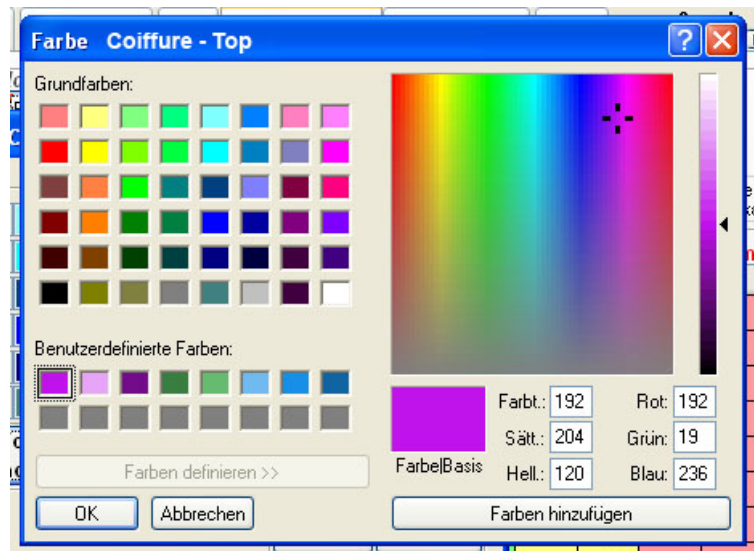 Farbe Coiffure - Top
Grundfarben:
Benutzerdefinierte Farben:
Farben definieren >>
OK
Abbrechen
Farbe|Basis
Farbt.: 192
Sätt.: 204
Hell.: 120
Rot: 192
Grün: 19
Blau: 236
Farben hinzufügen